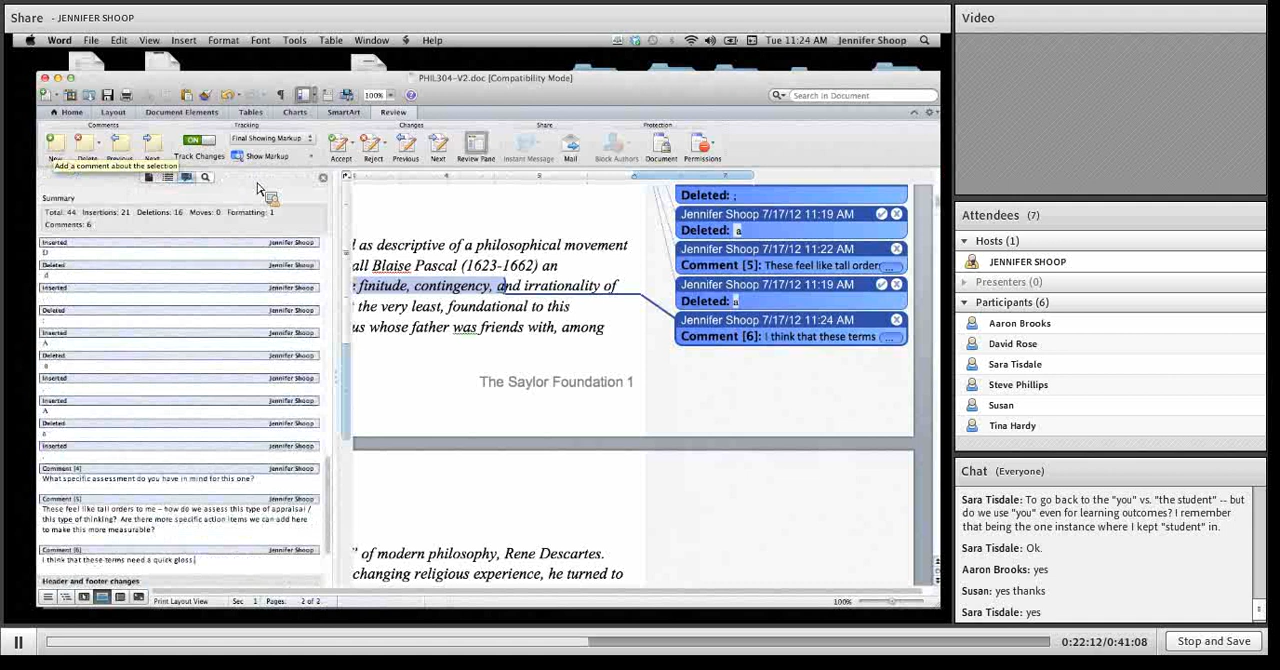 Share - JENNIFER SHOOP
Word File Edit View Insert Format Font Tools Table Window Help
Tue 11:24 AM Jennifer Shoop
PHIL304-V2.doc [Compatibility Mode]
100%
Search in Document
Home Layout Document Elements Tables Charts SmartArt Review
Comments Tracking Changes Share Protection
ON Final Showing Markup
New Delete Previous Next Track Changes Show Markup Accept Reject Previous Next Review Pane Instant Message Mail Block Authors Document Permissions
Add a comment about the selection
Summary
Total: 44 Insertions: 21 Deletions: 16 Moves: 0 Formatting: 1
Comments: 6
Inserted Jennifer Shoop
D
Deleted Jennifer Shoop
d
Inserted Jennifer Shoop
.
Deleted Jennifer Shoop
;
Inserted Jennifer Shoop
A
Deleted Jennifer Shoop
a
Inserted Jennifer Shoop
.
Inserted Jennifer Shoop
A
Deleted Jennifer Shoop
a
Inserted Jennifer Shoop
.
Comment [4] Jennifer Shoop
What specific assessment do you have in mind for this one?
Comment [5] Jennifer Shoop
These feel like tall orders to me – how do we assess this type of appraisal /
this type of thinking? Are there more specific action items we can add here
to make this more measurable?
Comment [6] Jennifer Shoop
I think that these terms need a quick gloss.
Header and footer changes
Print Layout View Sec 1 Pages: 2 of 2
100%
d as descriptive of a philosophical movement
all Blaise Pascal (1623-1662) an
finitude, contingency, and irrationality of
t the very least, foundational to this
us whose father was friends with, among
The Saylor Foundation 1
" of modern philosophy, Rene Descartes.
changing religious experience, he turned to
Deleted: ;
Jennifer Shoop 7/17/12 11:19 AM
Deleted: a
Jennifer Shoop 7/17/12 11:22 AM
Comment [5]: These feel like tall order ...
Jennifer Shoop 7/17/12 11:19 AM
Deleted: a
Jennifer Shoop 7/17/12 11:24 AM
Comment [6]: I think that these terms ...
Video
Attendees (7)
Hosts (1)
JENNIFER SHOOP
Presenters (0)
Participants (6)
Aaron Brooks
David Rose
Sara Tisdale
Steve Phillips
Susan
Tina Hardy
Chat (Everyone)
Sara Tisdale: To go back to the "you" vs. "the student" -- but
do we use "you" even for learning outcomes? I remember
that being the one instance where I kept "student" in.
Sara Tisdale: Ok.
Aaron Brooks: yes
Susan: yes thanks
Sara Tisdale: yes
0:22:12/0:41:08
Stop and Save